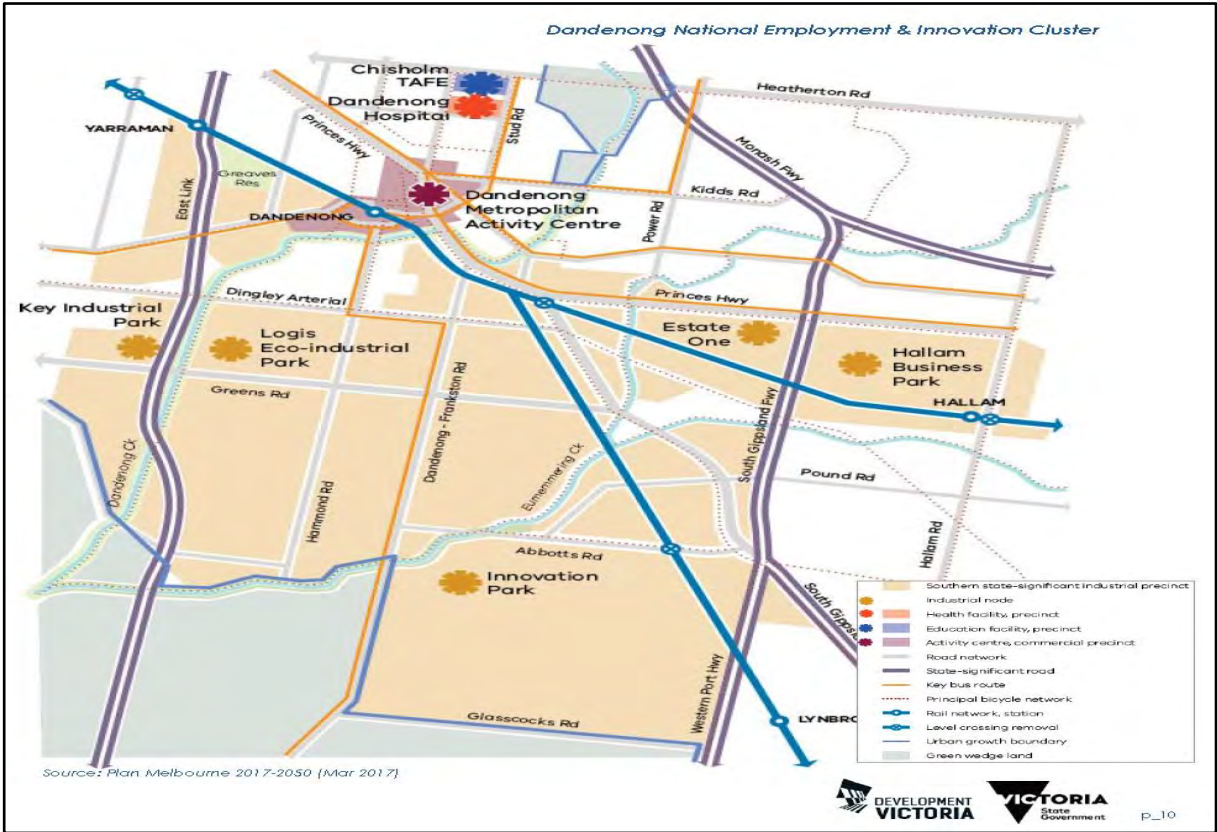 Dandenong National Employment & Innovation Cluster
Chisholm
TAFE
Dandenong
Hospital
Heatherton Rd
YARRAMAN
Princes Hwy
Stud Rd
Monash Fwy
Greaves
Res.
East Link
Kidds Rd
DANDENONG
Dandenong
Metropolitan
Activity Centre
Power Rd
Key Industrial
Park
Dingley Arterial
Princes Hwy
Logis
Eco-industrial
Park
Estate
One
Hallam
Business
Park
Greens Rd
Dandenong - Frankston Rd
South Gippsland Fwy
HALLAM
Dandenong Ck
Hammond Rd
Eumemmering Ck
Pound Rd
Hallam Rd
Abbotts Rd
Innovation
Park
South Gippsl
Western Port Hwy
Glasscocks Rd
LYNBRO
Southern state-significant industrial precinct
Industrial node
Health facility, precinct
Education facility, precinct
Activity centre, commercial precinct
Road network
State-significant road
Key bus route
Principal bicycle network
Rail network, station
Level crossing removal
Urban growth boundary
Green wedge land
Source: Plan Melbourne 2017-2050 (Mar 2017)
DEVELOPMENT
VICTORIA
VICTORIA
State
Government
p_10